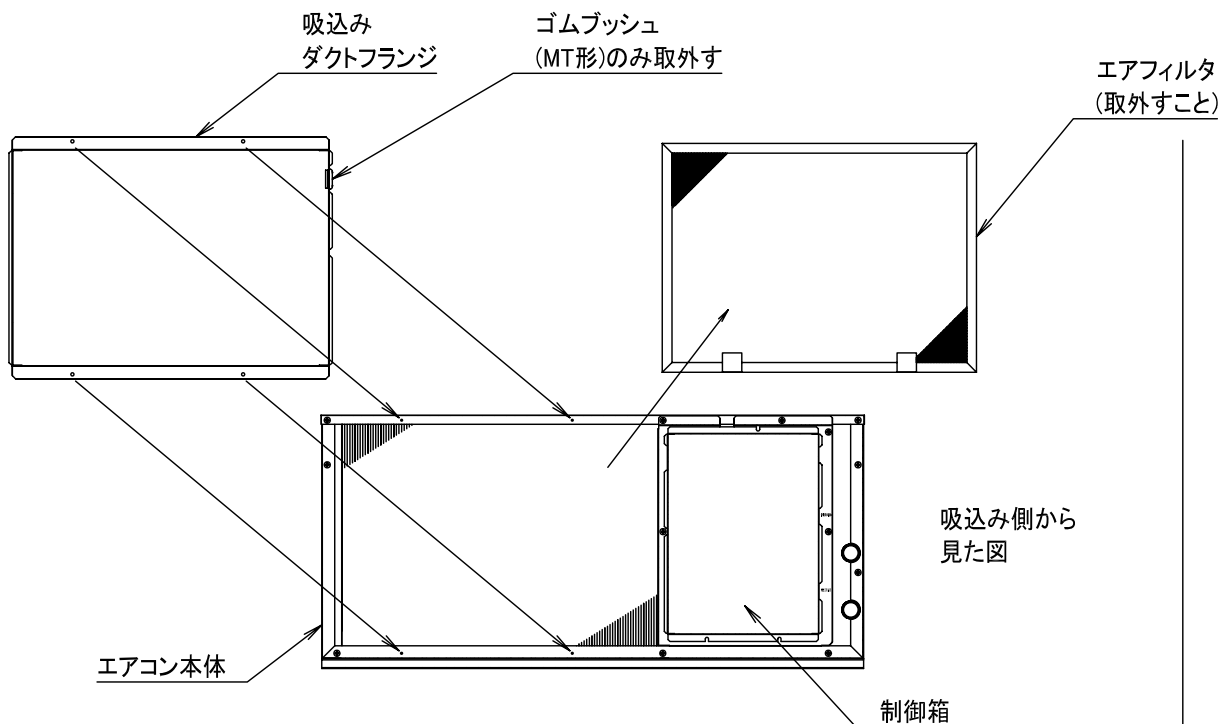 吸込み
ダクトフランジ
ゴムブッシュ
(MT形)のみ取外す
エアフィルタ
(取外すこと)
吸込み側から
見た図
エアコン本体
制御箱